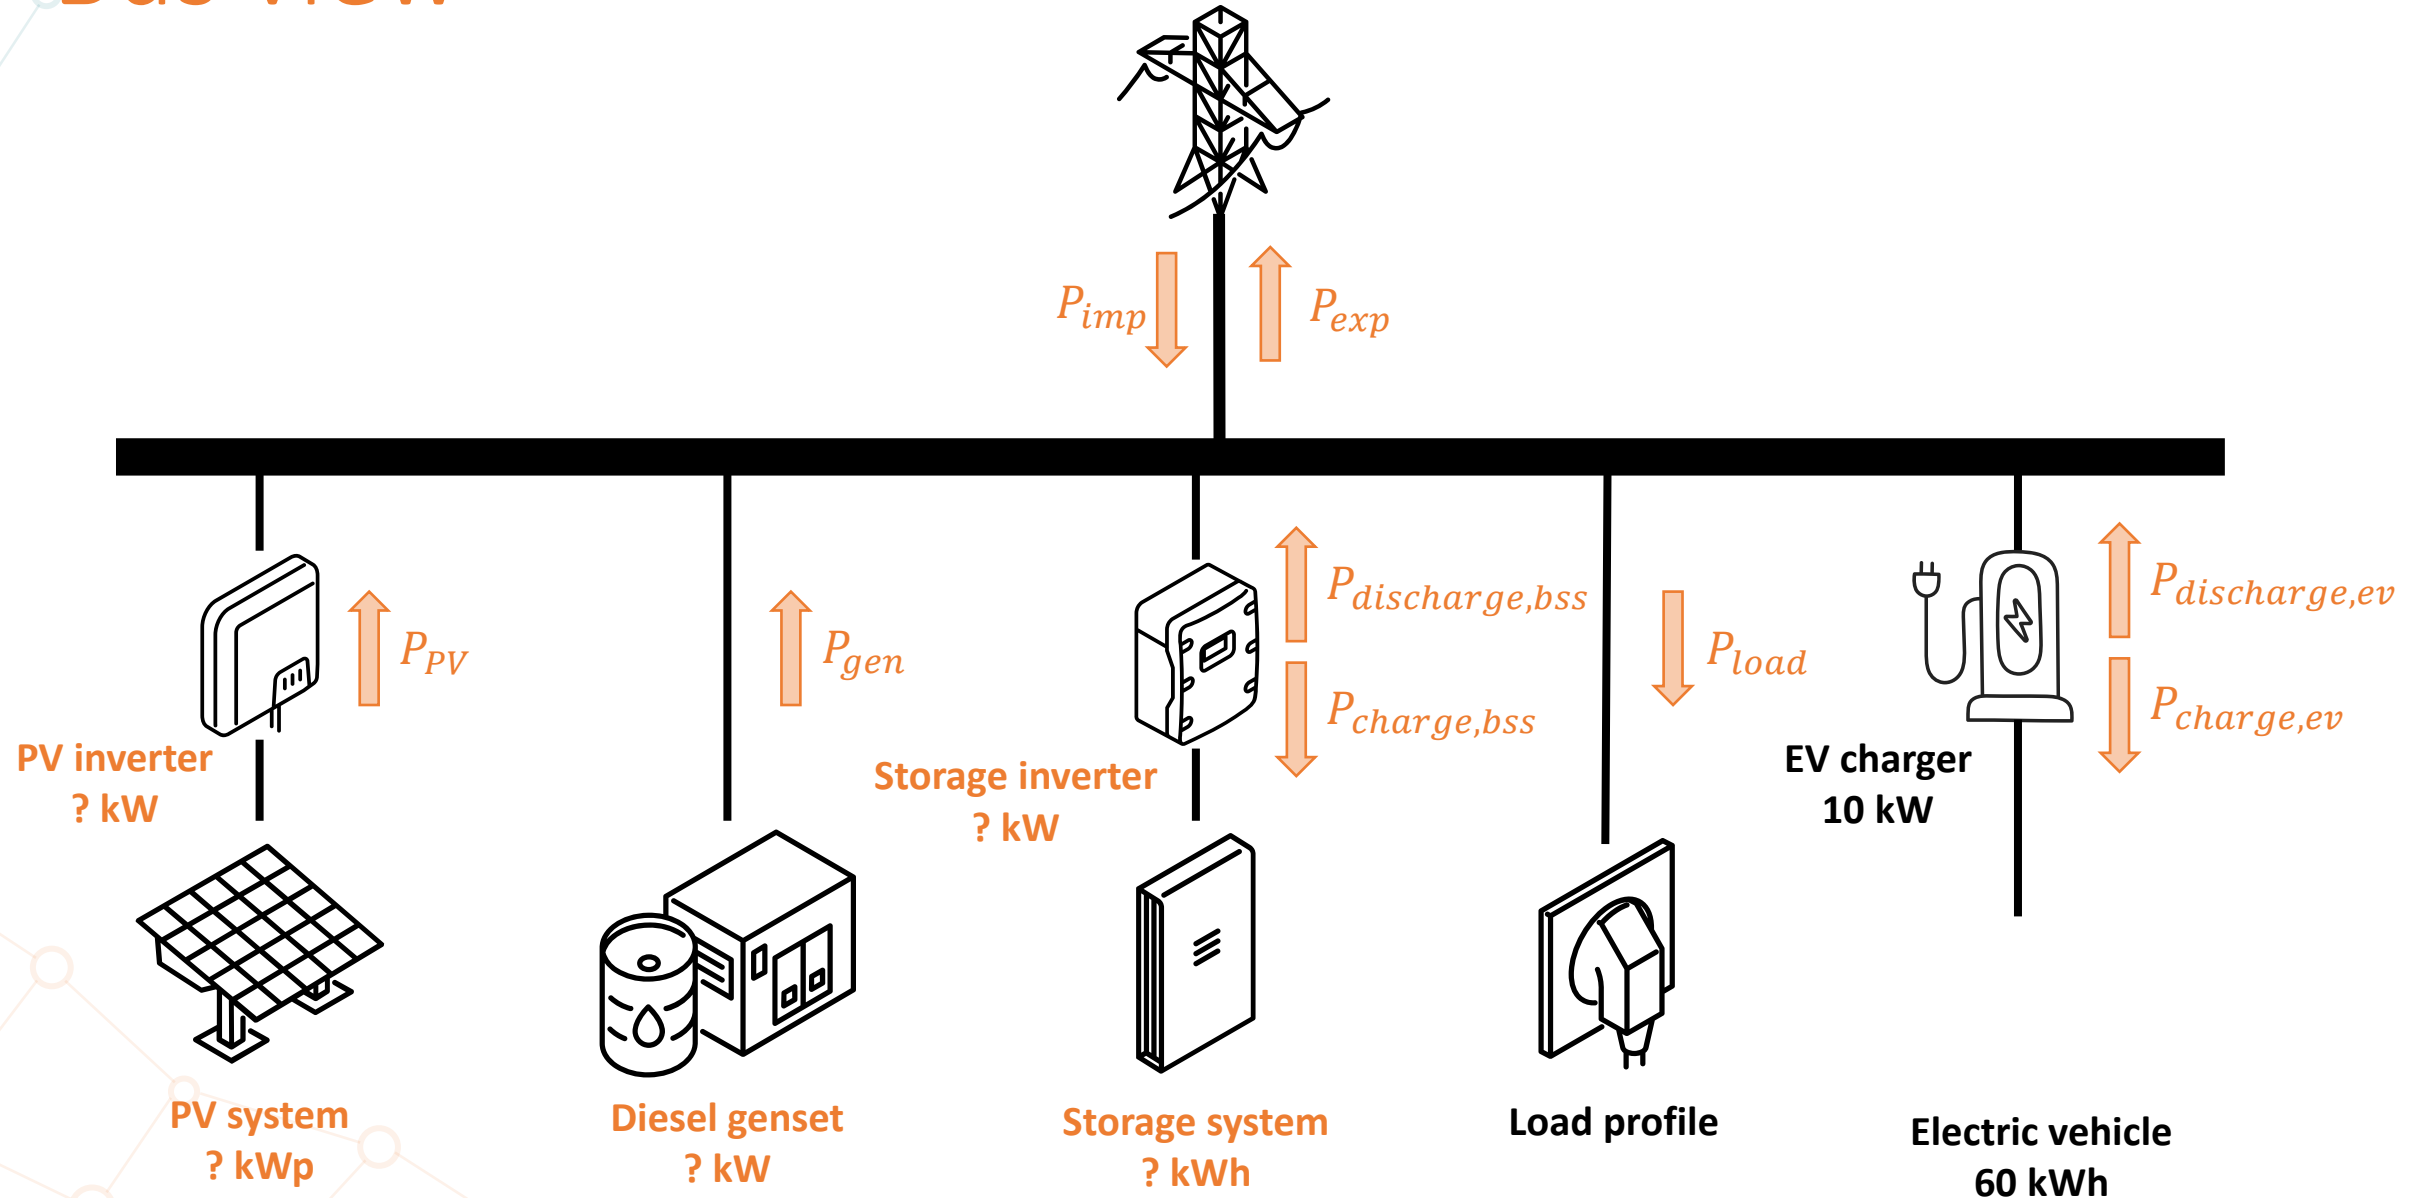 Bus view
P_imp
P_exp
P_PV
P_gen
P_discharge,bss
P_charge,bss
P_load
P_discharge,ev
P_charge,ev
PV inverter
? kW
Storage inverter
? kW
EV charger
10 kW
PV system
? kWp
Diesel genset
? kW
Storage system
? kWh
Load profile
Electric vehicle
60 kWh